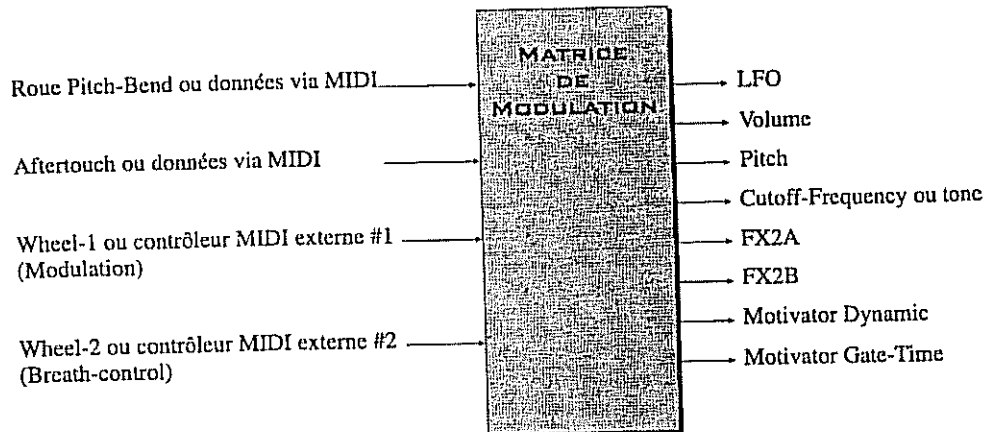 MATRICE
DE
MODULATION
Roue Pitch-Bend ou données via MIDI
Aftertouch ou données via MIDI
Wheel-1 ou contrôleur MIDI externe #1
(Modulation)
Wheel-2 ou contrôleur MIDI externe #2
(Breath-control)
LFO
Volume
Pitch
Cutoff-Frequency ou tone
FX2A
FX2B
Motivator Dynamic
Motivator Gate-Time